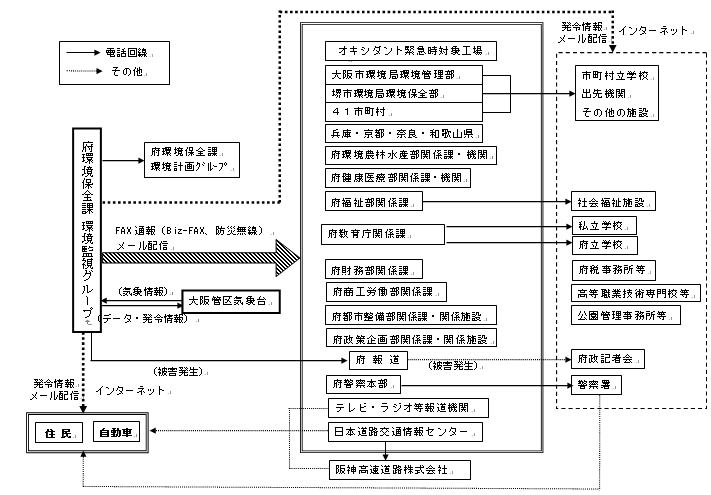 電話回線
その他
発令情報
メール配信
インターネット
オキシダント緊急時対象工場
大阪市環境局環境管理部
堺市環境局環境保全部
４１市町村
兵庫・京都・奈良・和歌山県
府環境農林水産部関係課・機関
府健康医療部関係課・機関
府福祉部関係課
府教育庁関係課
府財務部関係課
府商工労働部関係課
府都市整備部関係課・関係施設
府政策企画部関係課・関係施設
府 報 道
府警察本部
テレビ・ラジオ等報道機関
日本道路交通情報センター
阪神高速道路株式会社
市町村立学校
出先機関
その他の施設
社会福祉施設
私立学校
府立学校
府税事務所等
高等職業技術専門校等
公園管理事務所等
府政記者会
警察署
府環境保全課 環境監視グループ
府環境保全課
環境計画グループ
FAX通報（Biz-FAX、防災無線）
メール配信
（気象情報）
大阪管区気象台
（データ・発令情報）
（被害発生）
（被害発生）
発令情報
メール配信
インターネット
住 民
自動車